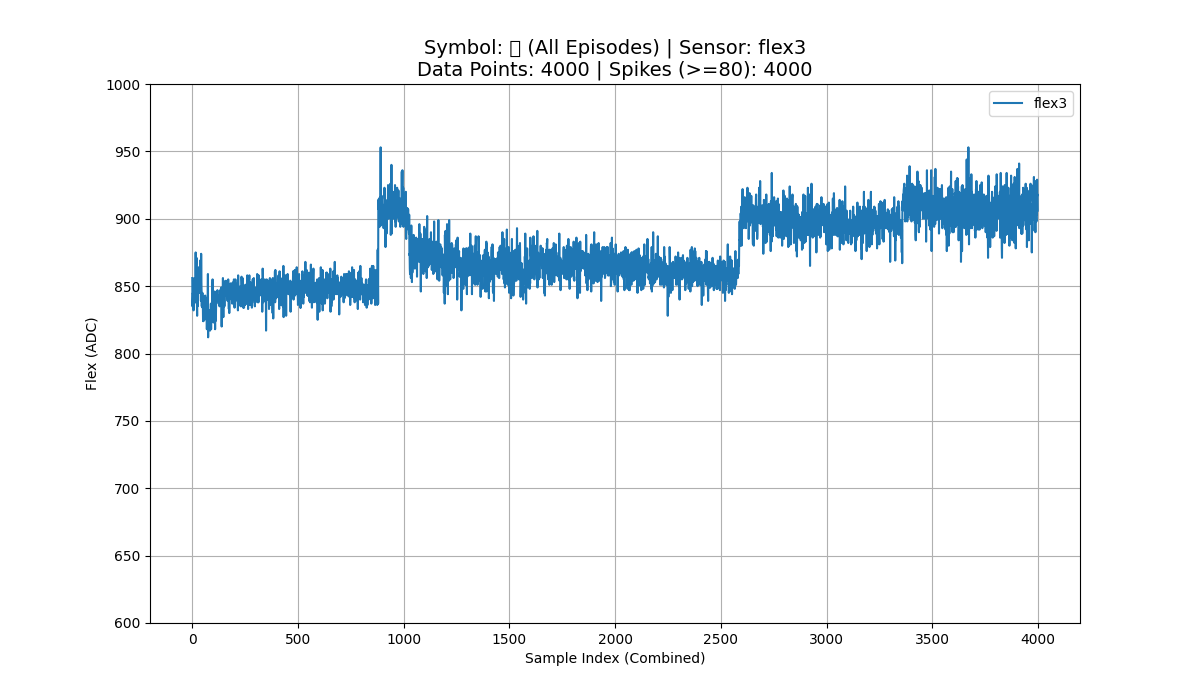 Symbol: (All Episodes) | Sensor: flex3
Data Points: 4000 | Spikes (>=80): 4000
flex3
Flex (ADC)
1000
950
900
850
800
750
700
650
600
0 500 1000 1500 2000 2500 3000 3500 4000
Sample Index (Combined)